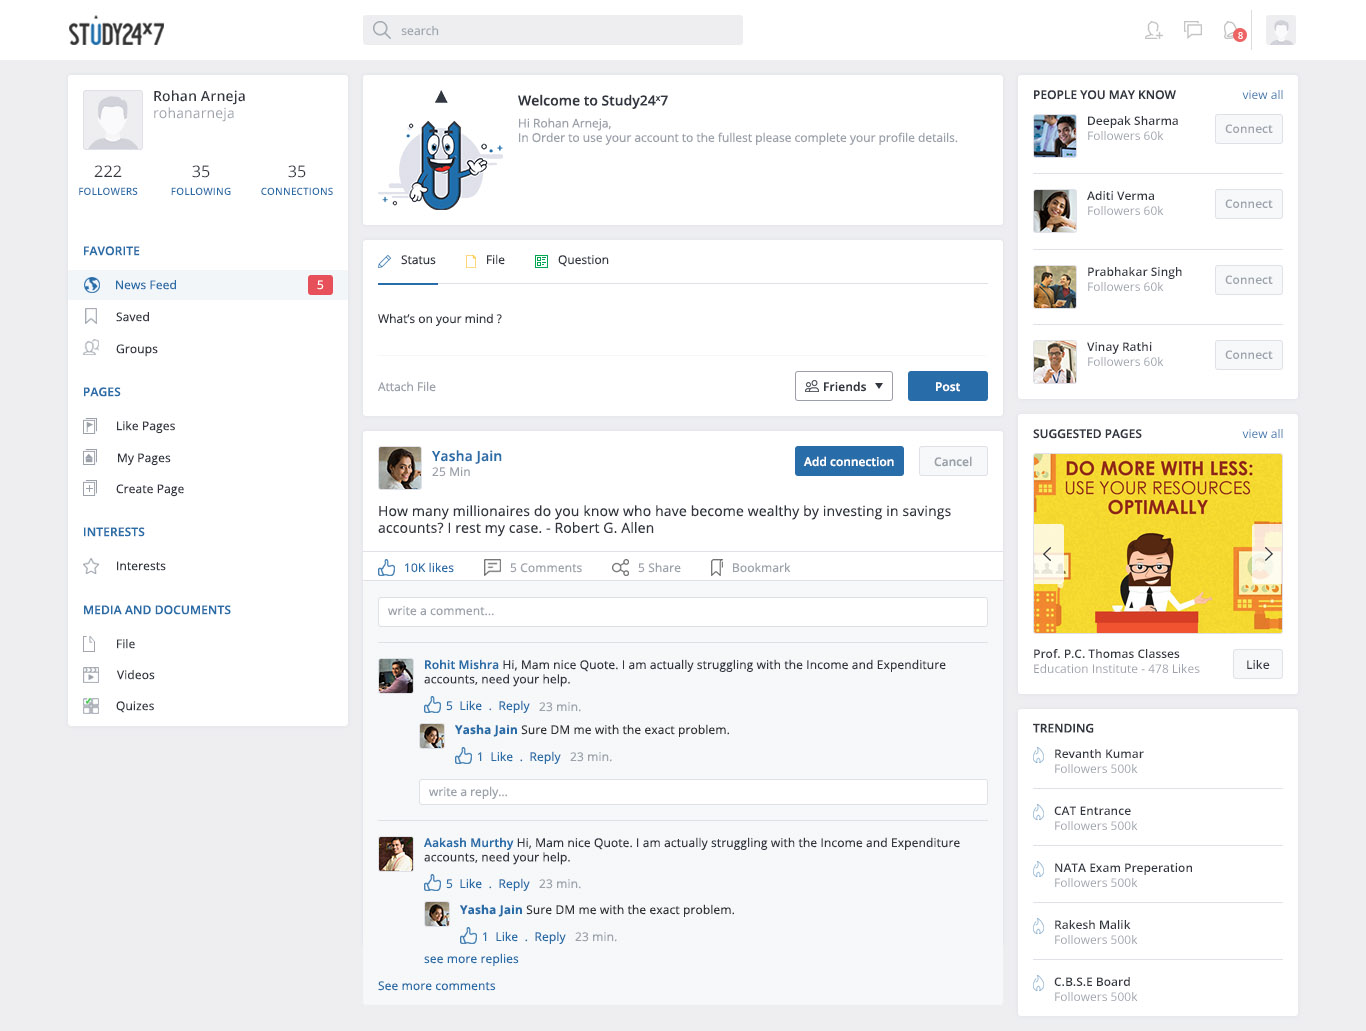 STUDY24x7
search
8
Rohan Arneja
rohanarneja
222
35
35
FOLLOWERS
FOLLOWING
CONNECTIONS
FAVORITE
News Feed
5
Saved
Groups
PAGES
Like Pages
My Pages
Create Page
INTERESTS
Interests
MEDIA AND DOCUMENTS
File
Videos
Quizes
Welcome to Study24x7
Hi Rohan Arneja,
In Order to use your account to the fullest please complete your profile details.
Status
File
Question
What's on your mind ?
Attach File
Friends
Post
Yasha Jain
25 Min
Add connection
Cancel
How many millionaires do you know who have become wealthy by investing in savings
accounts? I rest my case. - Robert G. Allen
10K likes
5 Comments
5 Share
Bookmark
write a comment...
Rohit Mishra Hi, Mam nice Quote. I am actually struggling with the Income and Expenditure
accounts, need your help.
5 Like . Reply 23 min.
Yasha Jain Sure DM me with the exact problem.
1 Like . Reply 23 min.
write a reply...
Aakash Murthy Hi, Mam nice Quote. I am actually struggling with the Income and Expenditure
accounts, need your help.
5 Like . Reply 23 min.
Yasha Jain Sure DM me with the exact problem.
1 Like . Reply 23 min.
see more replies
See more comments
PEOPLE YOU MAY KNOW
view all
Deepak Sharma
Followers 60k
Connect
Aditi Verma
Followers 60k
Connect
Prabhakar Singh
Followers 60k
Connect
Vinay Rathi
Followers 60k
Connect
SUGGESTED PAGES
view all
DO MORE WITH LESS:
USE YOUR RESOURCES
OPTIMALLY
Prof. P.C. Thomas Classes
Education Institute - 478 Likes
Like
TRENDING
Revanth Kumar
Followers 500k
CAT Entrance
Followers 500k
NATA Exam Preperation
Followers 500k
Rakesh Malik
Followers 500k
C.B.S.E Board
Followers 500k